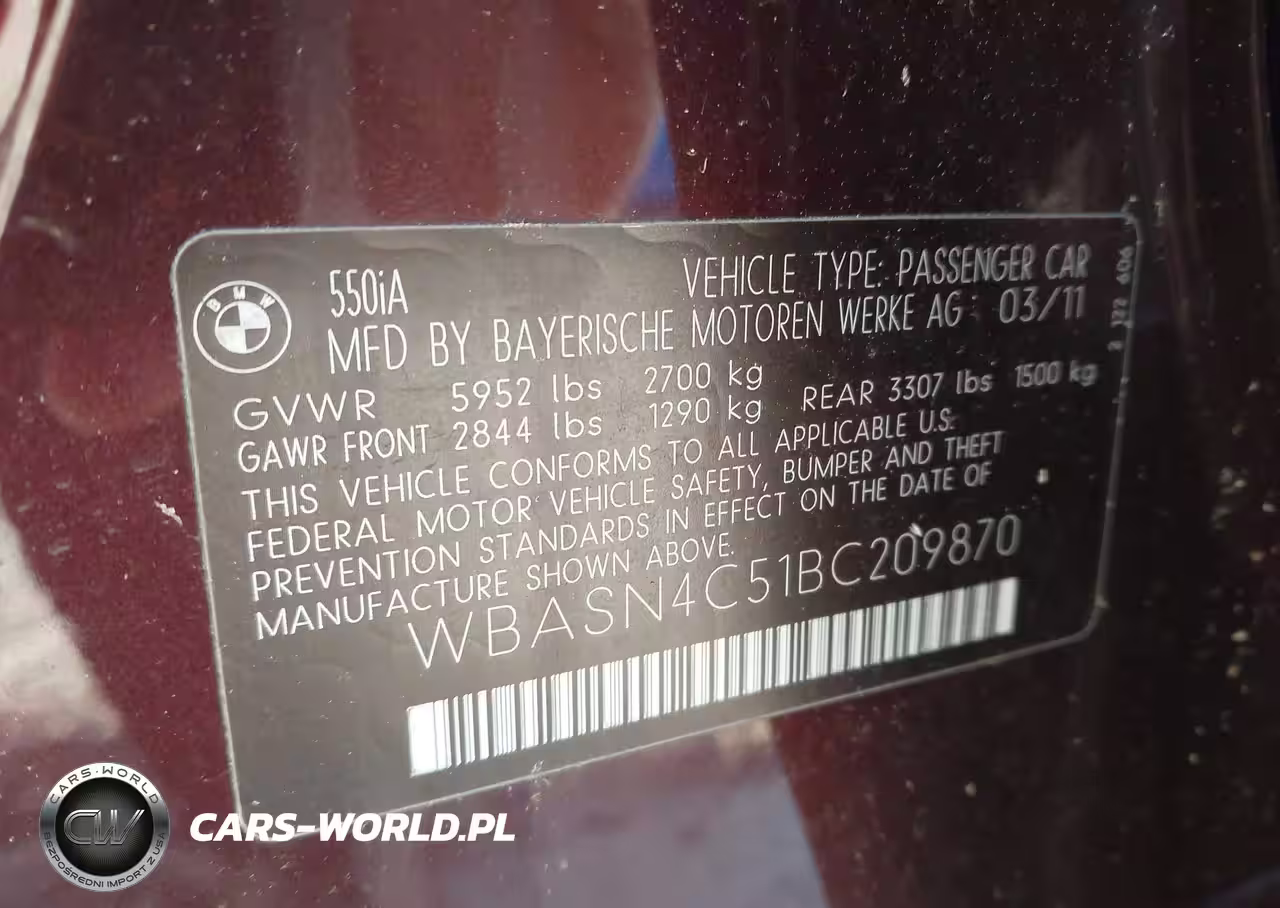 BMW
550iA
VEHICLE TYPE: PASSENGER CAR
MFD BY BAYERISCHE MOTOREN WERKE AG 03/11
GVWR 5952 lbs 2700 kg
GAWR FRONT 2844 lbs 1290 kg REAR 3307 lbs 1500 kg
THIS VEHICLE CONFORMS TO ALL APPLICABLE U.S.
FEDERAL MOTOR VEHICLE SAFETY, BUMPER AND THEFT
PREVENTION STANDARDS IN EFFECT ON THE DATE OF
MANUFACTURE SHOWN ABOVE.
WBASN4C51BC209870
CARS-WORLD
CW
BEZPOŚREDNI IMPORT Z USA
CARS-WORLD.PL